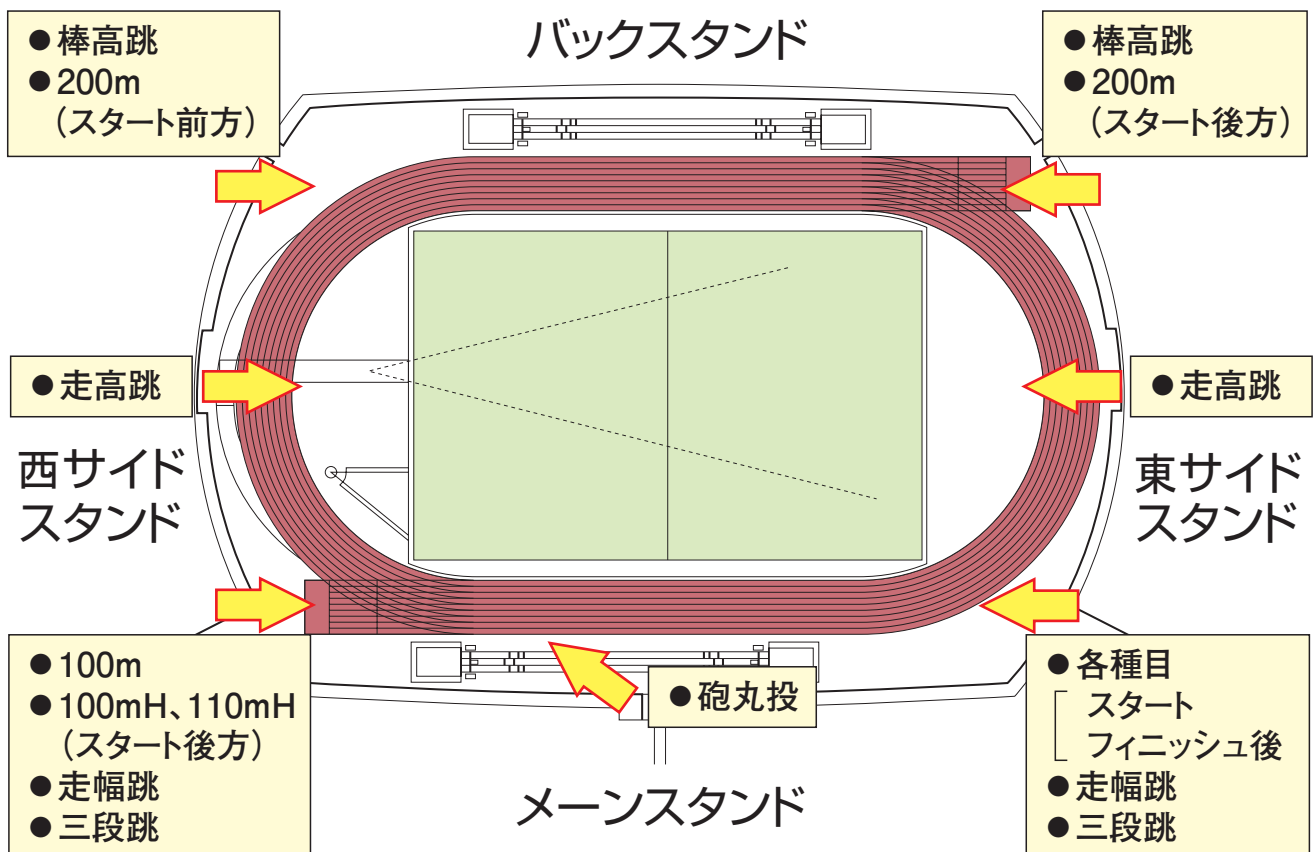 ● 棒高跳
● 200m
（スタート前方）
バックスタンド
● 棒高跳
● 200m
（スタート後方）
● 走高跳
● 走高跳
西サイド
スタンド
東サイド
スタンド
● 100m
● 100mH、110mH
（スタート後方）
● 走幅跳
● 三段跳
● 砲丸投
メーンスタンド
● 各種目
スタート
フィニッシュ後
● 走幅跳
● 三段跳